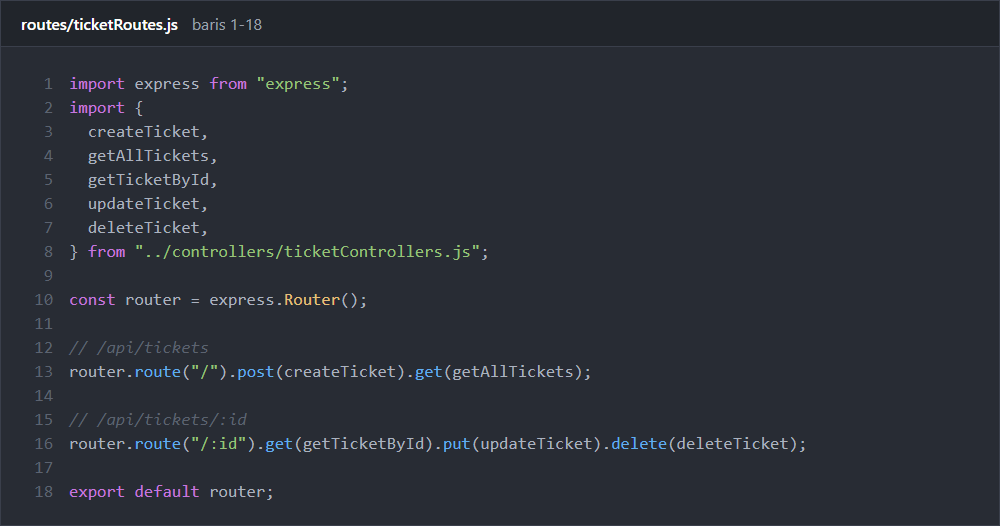 routes/ticketRoutes.js baris 1-18
1 import express from "express";
2 import {
3   createTicket,
4   getAllTickets,
5   getTicketById,
6   updateTicket,
7   deleteTicket,
8 } from "../controllers/ticketControllers.js";
9
10 const router = express.Router();
11
12 // /api/tickets
13 router.route("/").post(createTicket).get(getAllTickets);
14
15 // /api/tickets/:id
16 router.route("/:id").get(getTicketById).put(updateTicket).delete(deleteTicket);
17
18 export default router;